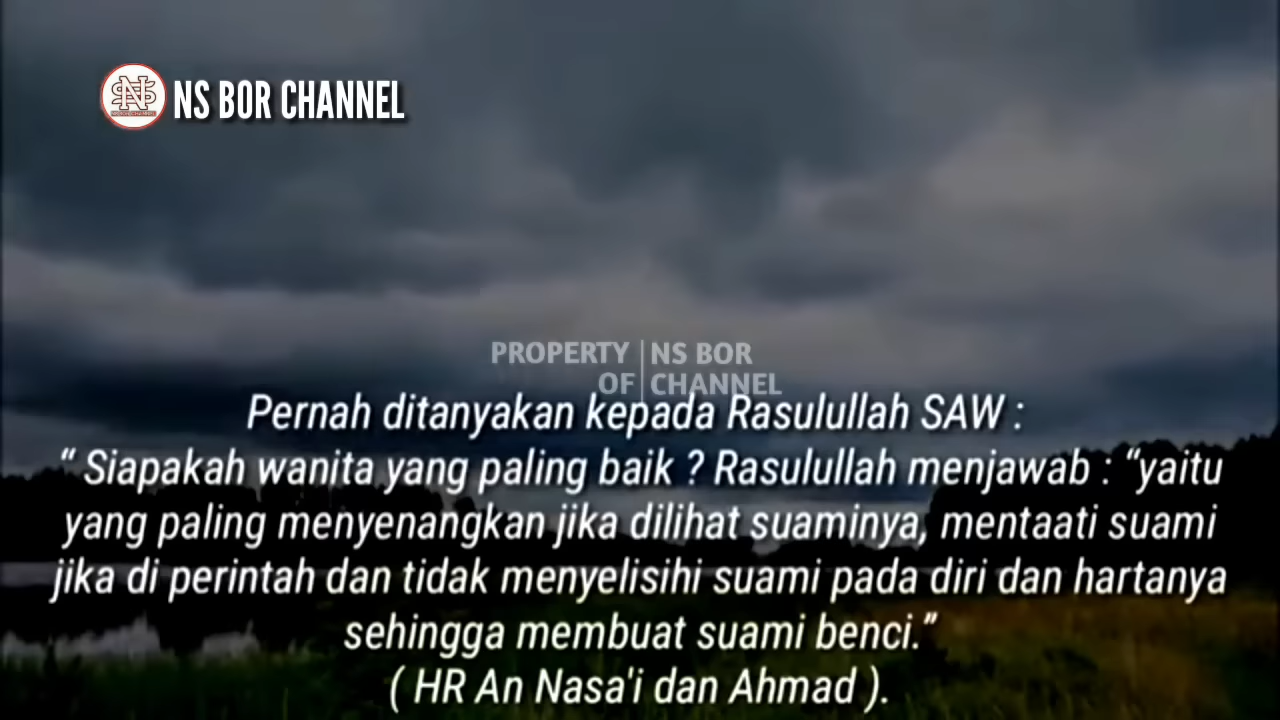 NS BOR CHANNEL
PROPERTY OF NS BOR CHANNEL
Pernah ditanyakan kepada Rasulullah SAW :
“ Siapakah wanita yang paling baik ? Rasulullah menjawab : “yaitu
yang paling menyenangkan jika dilihat suaminya, mentaati suami
jika di perintah dan tidak menyelisihi suami pada diri dan hartanya
sehingga membuat suami benci.”
( HR An Nasa'i dan Ahmad ).